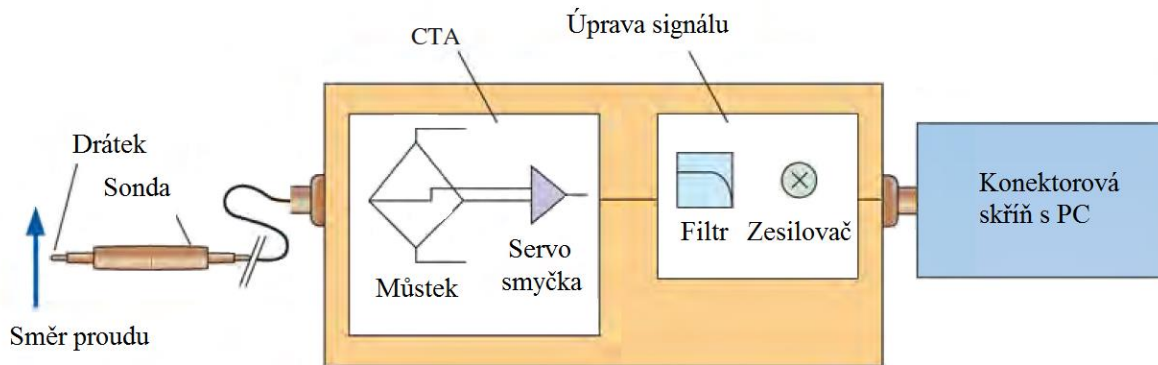 CTA
Úprava signálu
Drátek
Sonda
Směr proudu
Můstek
Servo
smyčka
Filtr
Zesilovač
Konektorová
skříň s PC